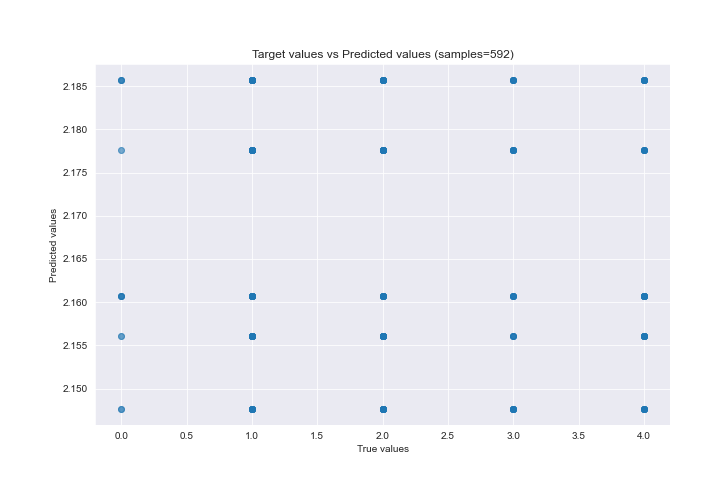 Target values vs Predicted values (samples=592)
Predicted values
2.185
2.180
2.175
2.170
2.165
2.160
2.155
2.150
0.0 0.5 1.0 1.5 2.0 2.5 3.0 3.5 4.0
True values